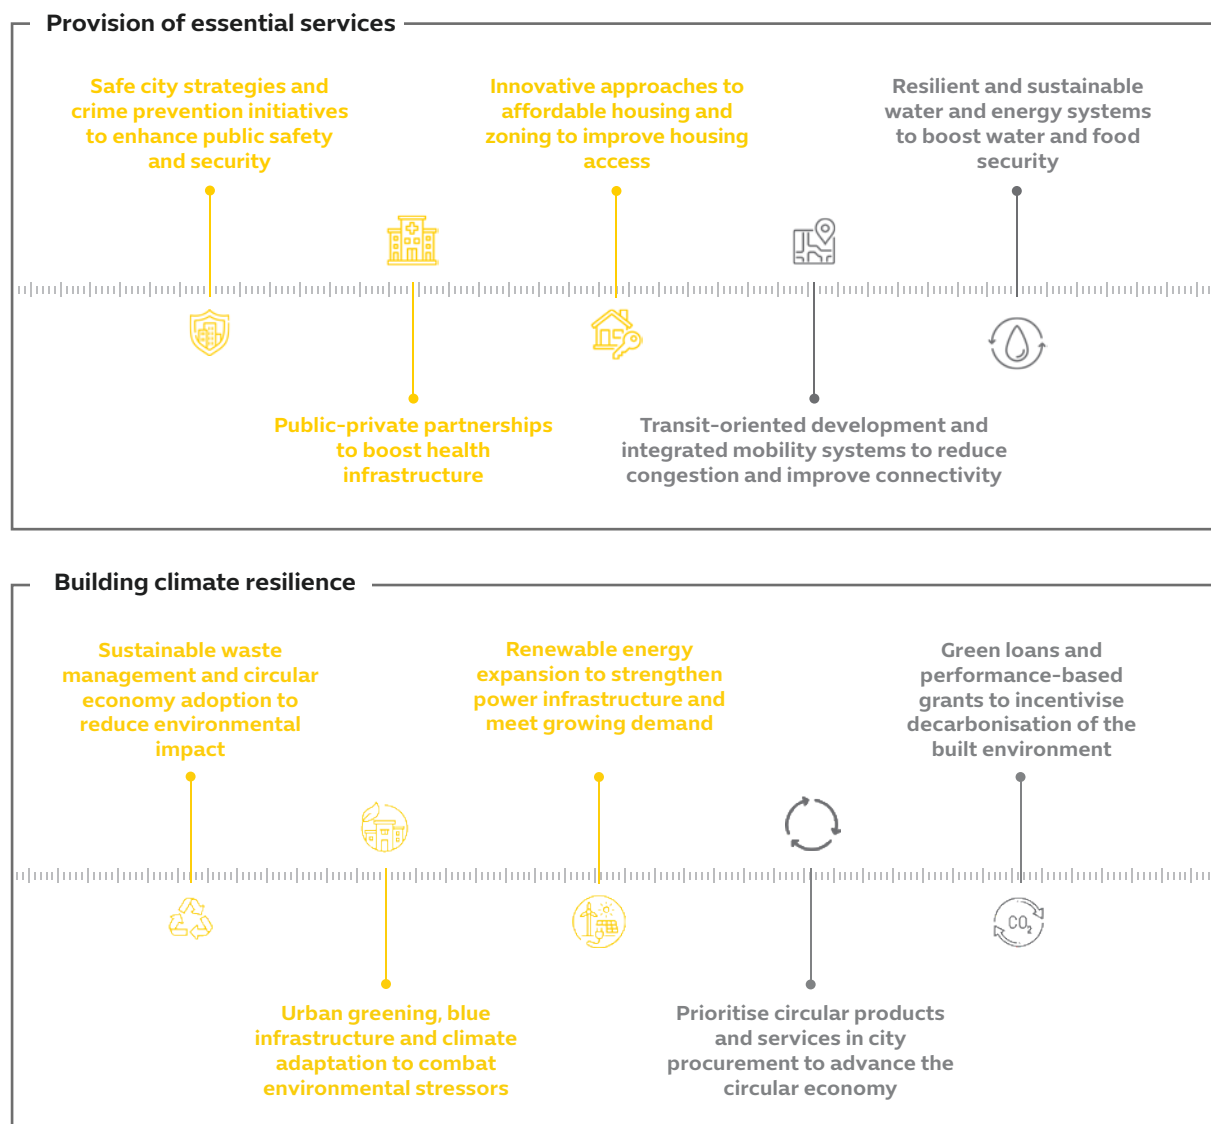 Provision of essential services
Safe city strategies and
crime prevention initiatives
to enhance public safety
and security
Innovative approaches to
affordable housing and
zoning to improve housing
access
Resilient and sustainable
water and energy systems
to boost water and food
security
Public-private partnerships
to boost health
infrastructure
Transit-oriented development and
integrated mobility systems to reduce
congestion and improve connectivity
Building climate resilience
Sustainable waste
management and circular
economy adoption to
reduce environmental
impact
Renewable energy
expansion to strengthen
power infrastructure and
meet growing demand
Green loans and
performance-based
grants to incentivise
decarbonisation of the
built environment
CO2
Urban greening, blue
infrastructure and climate
adaptation to combat
environmental stressors
Prioritise circular products
and services in city
procurement to advance the
circular economy